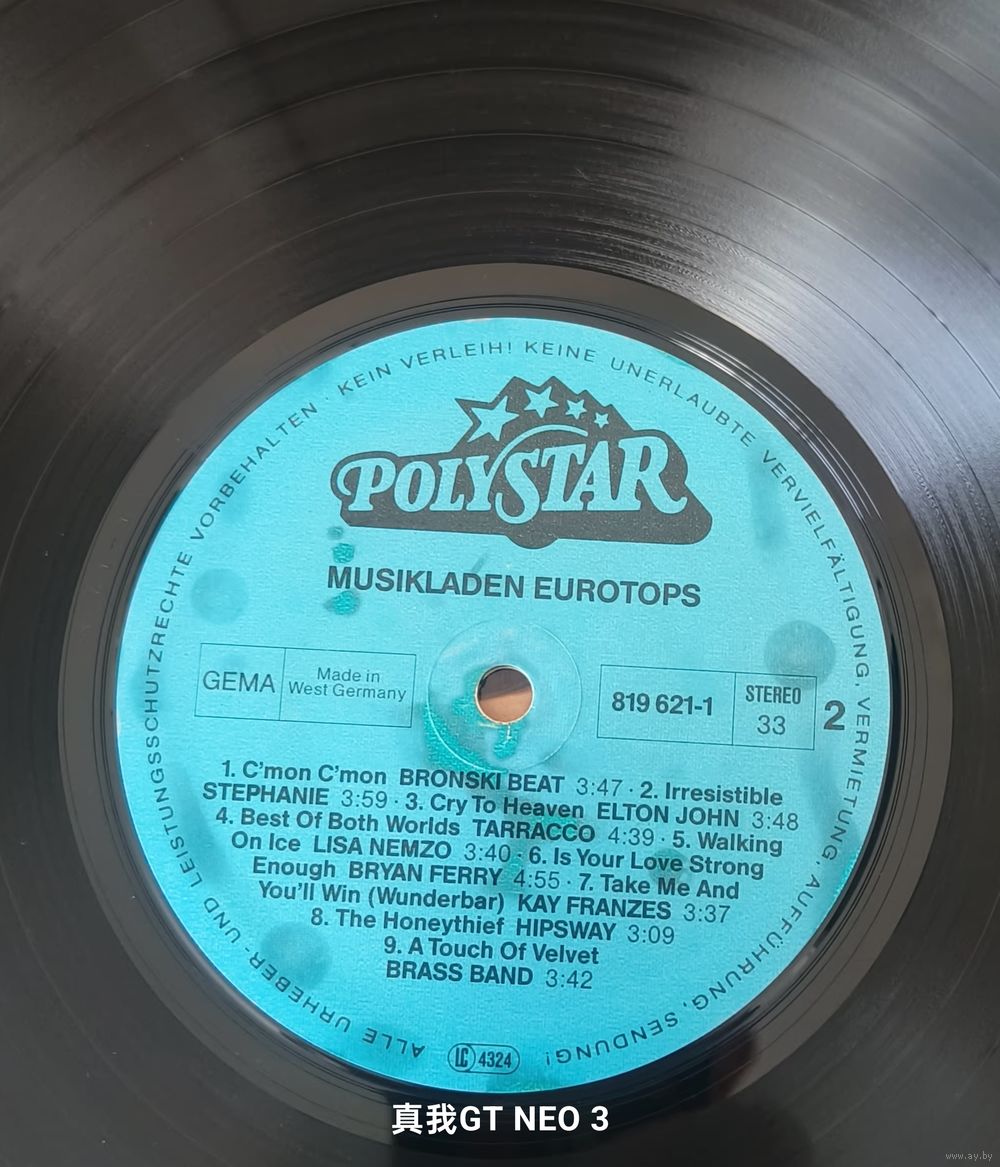 ALLE URHEBER- UND LEISTUNGSSCHUTZRECHTE VORBEHALTEN · KEIN VERLEIH! KEINE UNERLAUBTE VERVIELFÄLTIGUNG, VERMIETUNG, AUFFÜHRUNG, SENDUNG!
POLYSTAR
MUSIKLADEN EUROTOPS
GEMA
Made in
West Germany
819 621-1
STEREO
33
2
1. C'mon C'mon BRONSKI BEAT 3:47 · 2. Irresistible
STEPHANIE 3:59 · 3. Cry To Heaven ELTON JOHN 3:48
4. Best Of Both Worlds TARRACCO 4:39 · 5. Walking
On Ice LISA NEMZO 3:40 · 6. Is Your Love Strong
Enough BRYAN FERRY 4:55 · 7. Take Me And
You'll Win (Wunderbar) KAY FRANZES 3:37
8. The Honeythief HIPSWAY 3:09
9. A Touch Of Velvet
BRASS BAND 3:42
LC 4324
真我GT NEO 3
www.ay.by